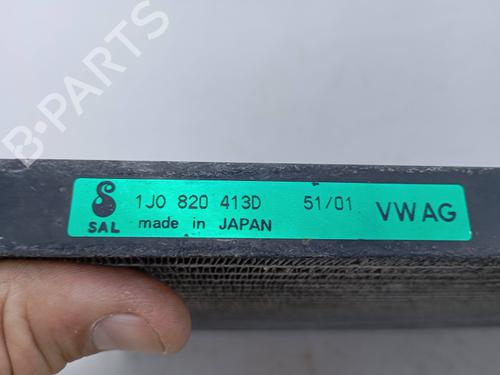 B-PARTS
1J0 820 413D 51/01 VWAG
SAL made in JAPAN